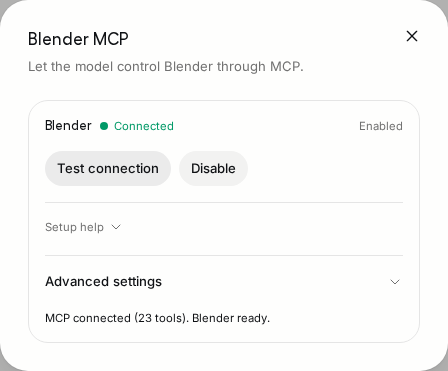 Blender MCP
Let the model control Blender through MCP.
Blender Connected Enabled
Test connection Disable
Setup help
Advanced settings
MCP connected (23 tools). Blender ready.